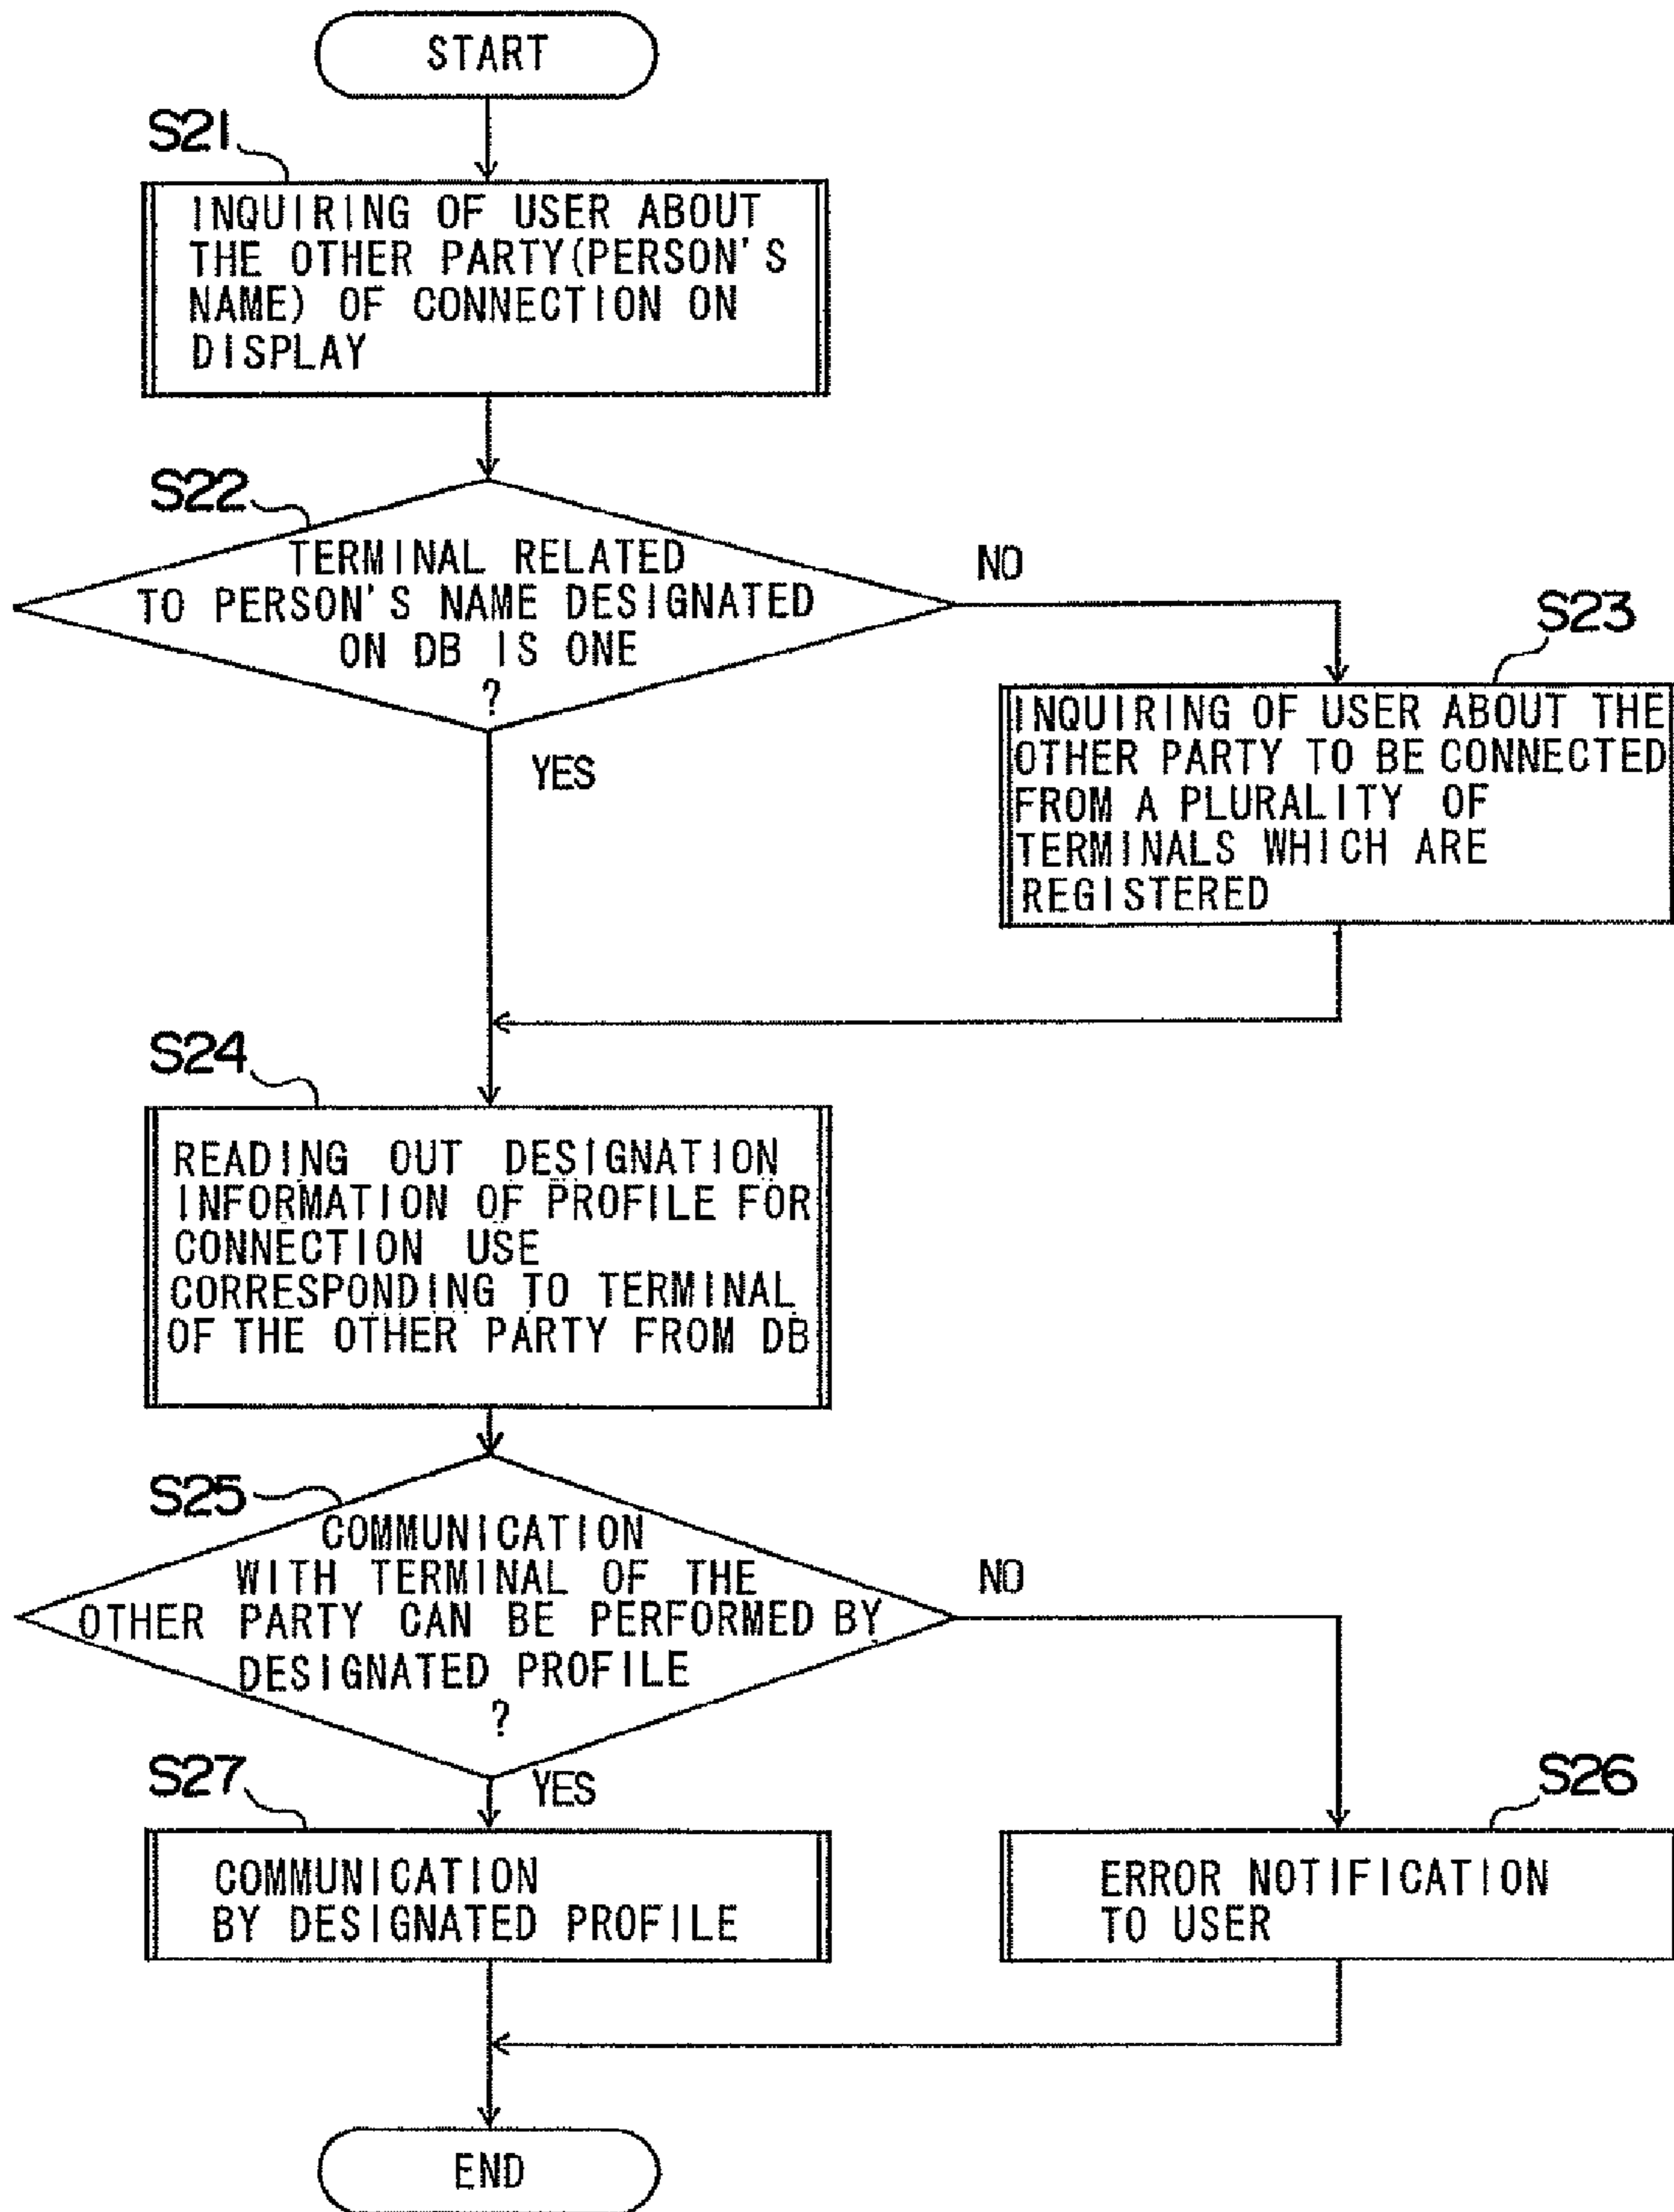 START
S21
INQUIRING OF USER ABOUT
THE OTHER PARTY(PERSON'S
NAME) OF CONNECTION ON
DISPLAY
S22
TERMINAL RELATED
TO PERSON'S NAME DESIGNATED
ON DB IS ONE
?
NO
YES
S23
INQUIRING OF USER ABOUT THE
OTHER PARTY TO BE CONNECTED
FROM A PLURALITY OF
TERMINALS WHICH ARE
REGISTERED
S24
READING OUT DESIGNATION
INFORMATION OF PROFILE FOR
CONNECTION USE
CORRESPONDING TO TERMINAL
OF THE OTHER PARTY FROM DB
S25
COMMUNICATION
WITH TERMINAL OF THE
OTHER PARTY CAN BE PERFORMED BY
DESIGNATED PROFILE
?
NO
YES
S27
COMMUNICATION
BY DESIGNATED PROFILE
S26
ERROR NOTIFICATION
TO USER
END